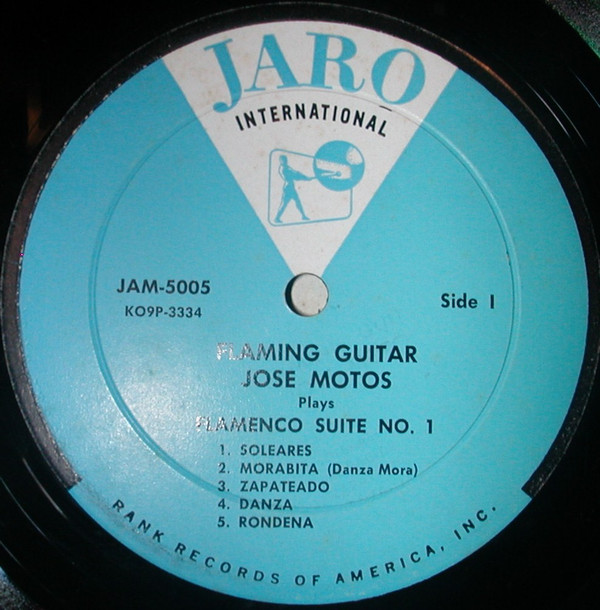 JARO
INTERNATIONAL
JAM-5005
KO9P-3334
Side I
FLAMING GUITAR
JOSE MOTOS
Plays
FLAMENCO SUITE NO. 1
1. SOLEARES
2. MORABITA (Danza Mora)
3. ZAPATEADO
4. DANZA
5. RONDENA
RANK RECORDS OF AMERICA, INC.